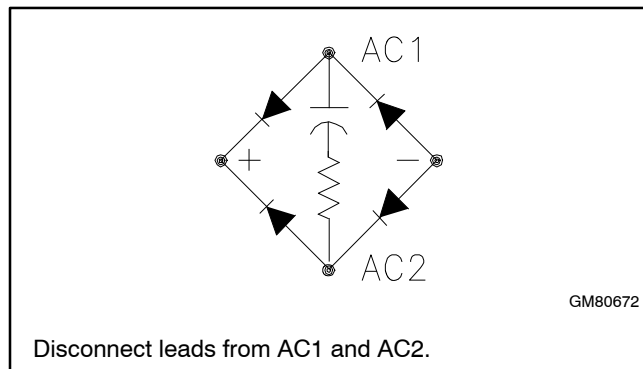 AC1
+
−
AC2
GM80672
Disconnect leads from AC1 and AC2.